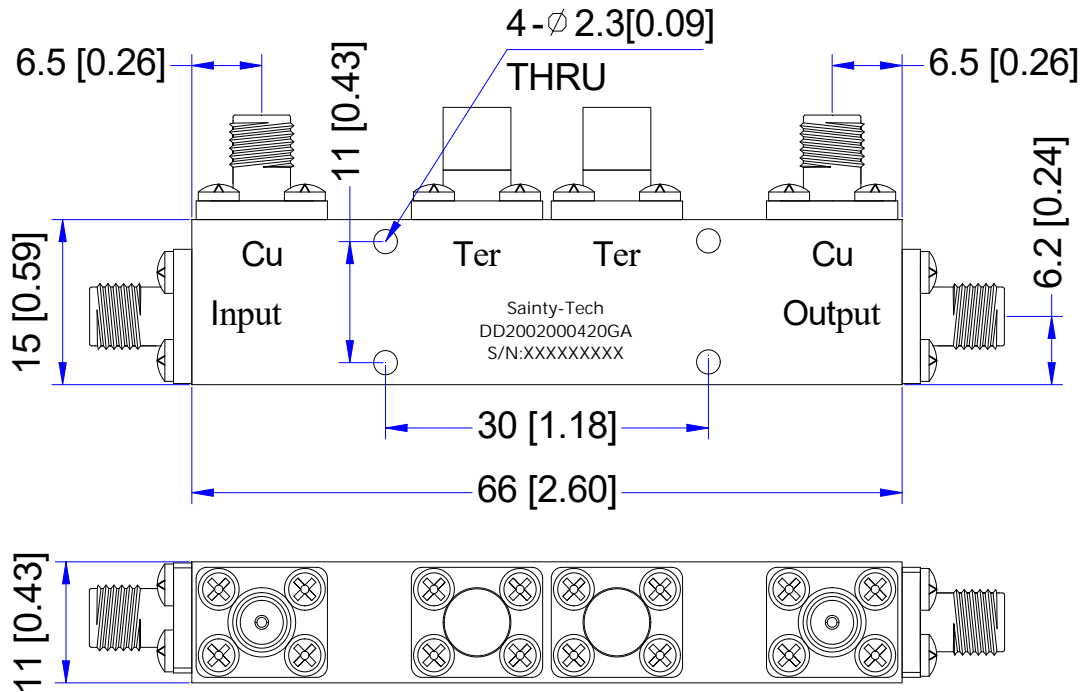 4-∅ 2.3[0.09]
THRU
6.5 [0.26]
6.5 [0.26]
11 [0.43]
15 [0.59]
6.2 [0.24]
Cu
Ter
Ter
Cu
Input
Output
Sainty-Tech
DD2002000420GA
S/N:XXXXXXXXX
30 [1.18]
66 [2.60]
11 [0.43]